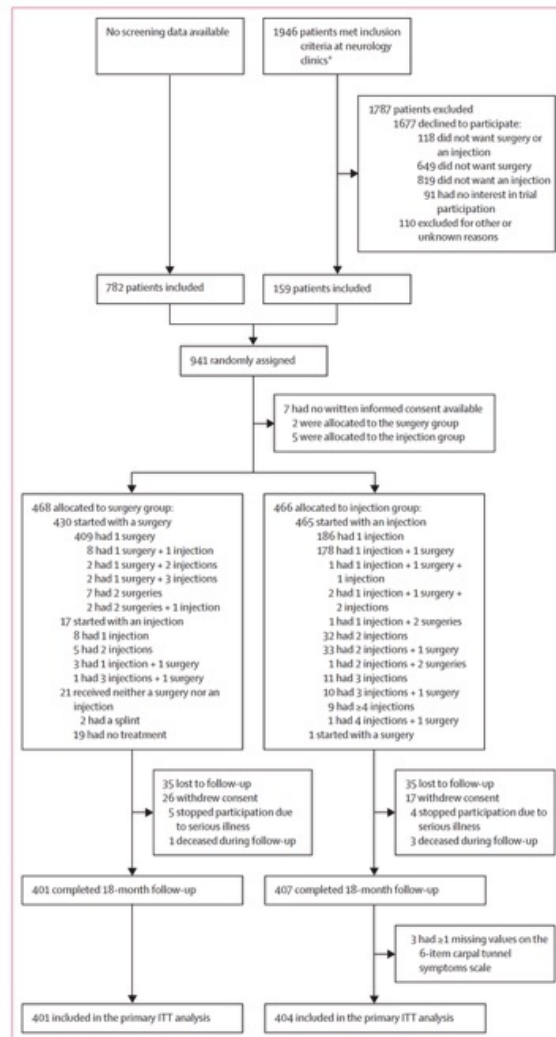 No screening data available
1946 patients met inclusion
criteria at neurology
clinics*
1787 patients excluded
1677 declined to participate:
118 did not want surgery or
an injection
649 did not want surgery
819 did not want an injection
91 had no interest in trial
participation
110 excluded for other or
unknown reasons
782 patients included
159 patients included
941 randomly assigned
7 had no written informed consent available
2 were allocated to the surgery group
5 were allocated to the injection group
468 allocated to surgery group:
430 started with a surgery
409 had 1 surgery
8 had 1 surgery + 1 injection
2 had 1 surgery + 2 injections
2 had 1 surgery + 3 injections
7 had 2 surgeries
2 had 2 surgeries + 1 injection
17 started with an injection
8 had 1 injection
5 had 2 injections
3 had 1 injection + 1 surgery
1 had 3 injections + 1 surgery
21 received neither a surgery nor an
injection
2 had a splint
19 had no treatment
466 allocated to injection group:
465 started with an injection
186 had 1 injection
178 had 1 injection + 1 surgery
1 had 1 injection + 1 surgery +
1 injection
2 had 1 injection + 1 surgery +
2 injections
1 had 1 injection + 2 surgeries
32 had 2 injections
33 had 2 injections + 1 surgery
1 had 2 injections + 2 surgeries
11 had 3 injections
10 had 3 injections + 1 surgery
9 had ≥4 injections
1 had 4 injections + 1 surgery
1 started with a surgery
35 lost to follow-up
26 withdrew consent
5 stopped participation due
to serious illness
1 deceased during follow-up
35 lost to follow-up
17 withdrew consent
4 stopped participation due to
serious illness
3 deceased during follow-up
401 completed 18-month follow-up
407 completed 18-month follow-up
3 had ≥1 missing values on the
6-item carpal tunnel
symptoms scale
401 included in the primary ITT analysis
404 included in the primary ITT analysis